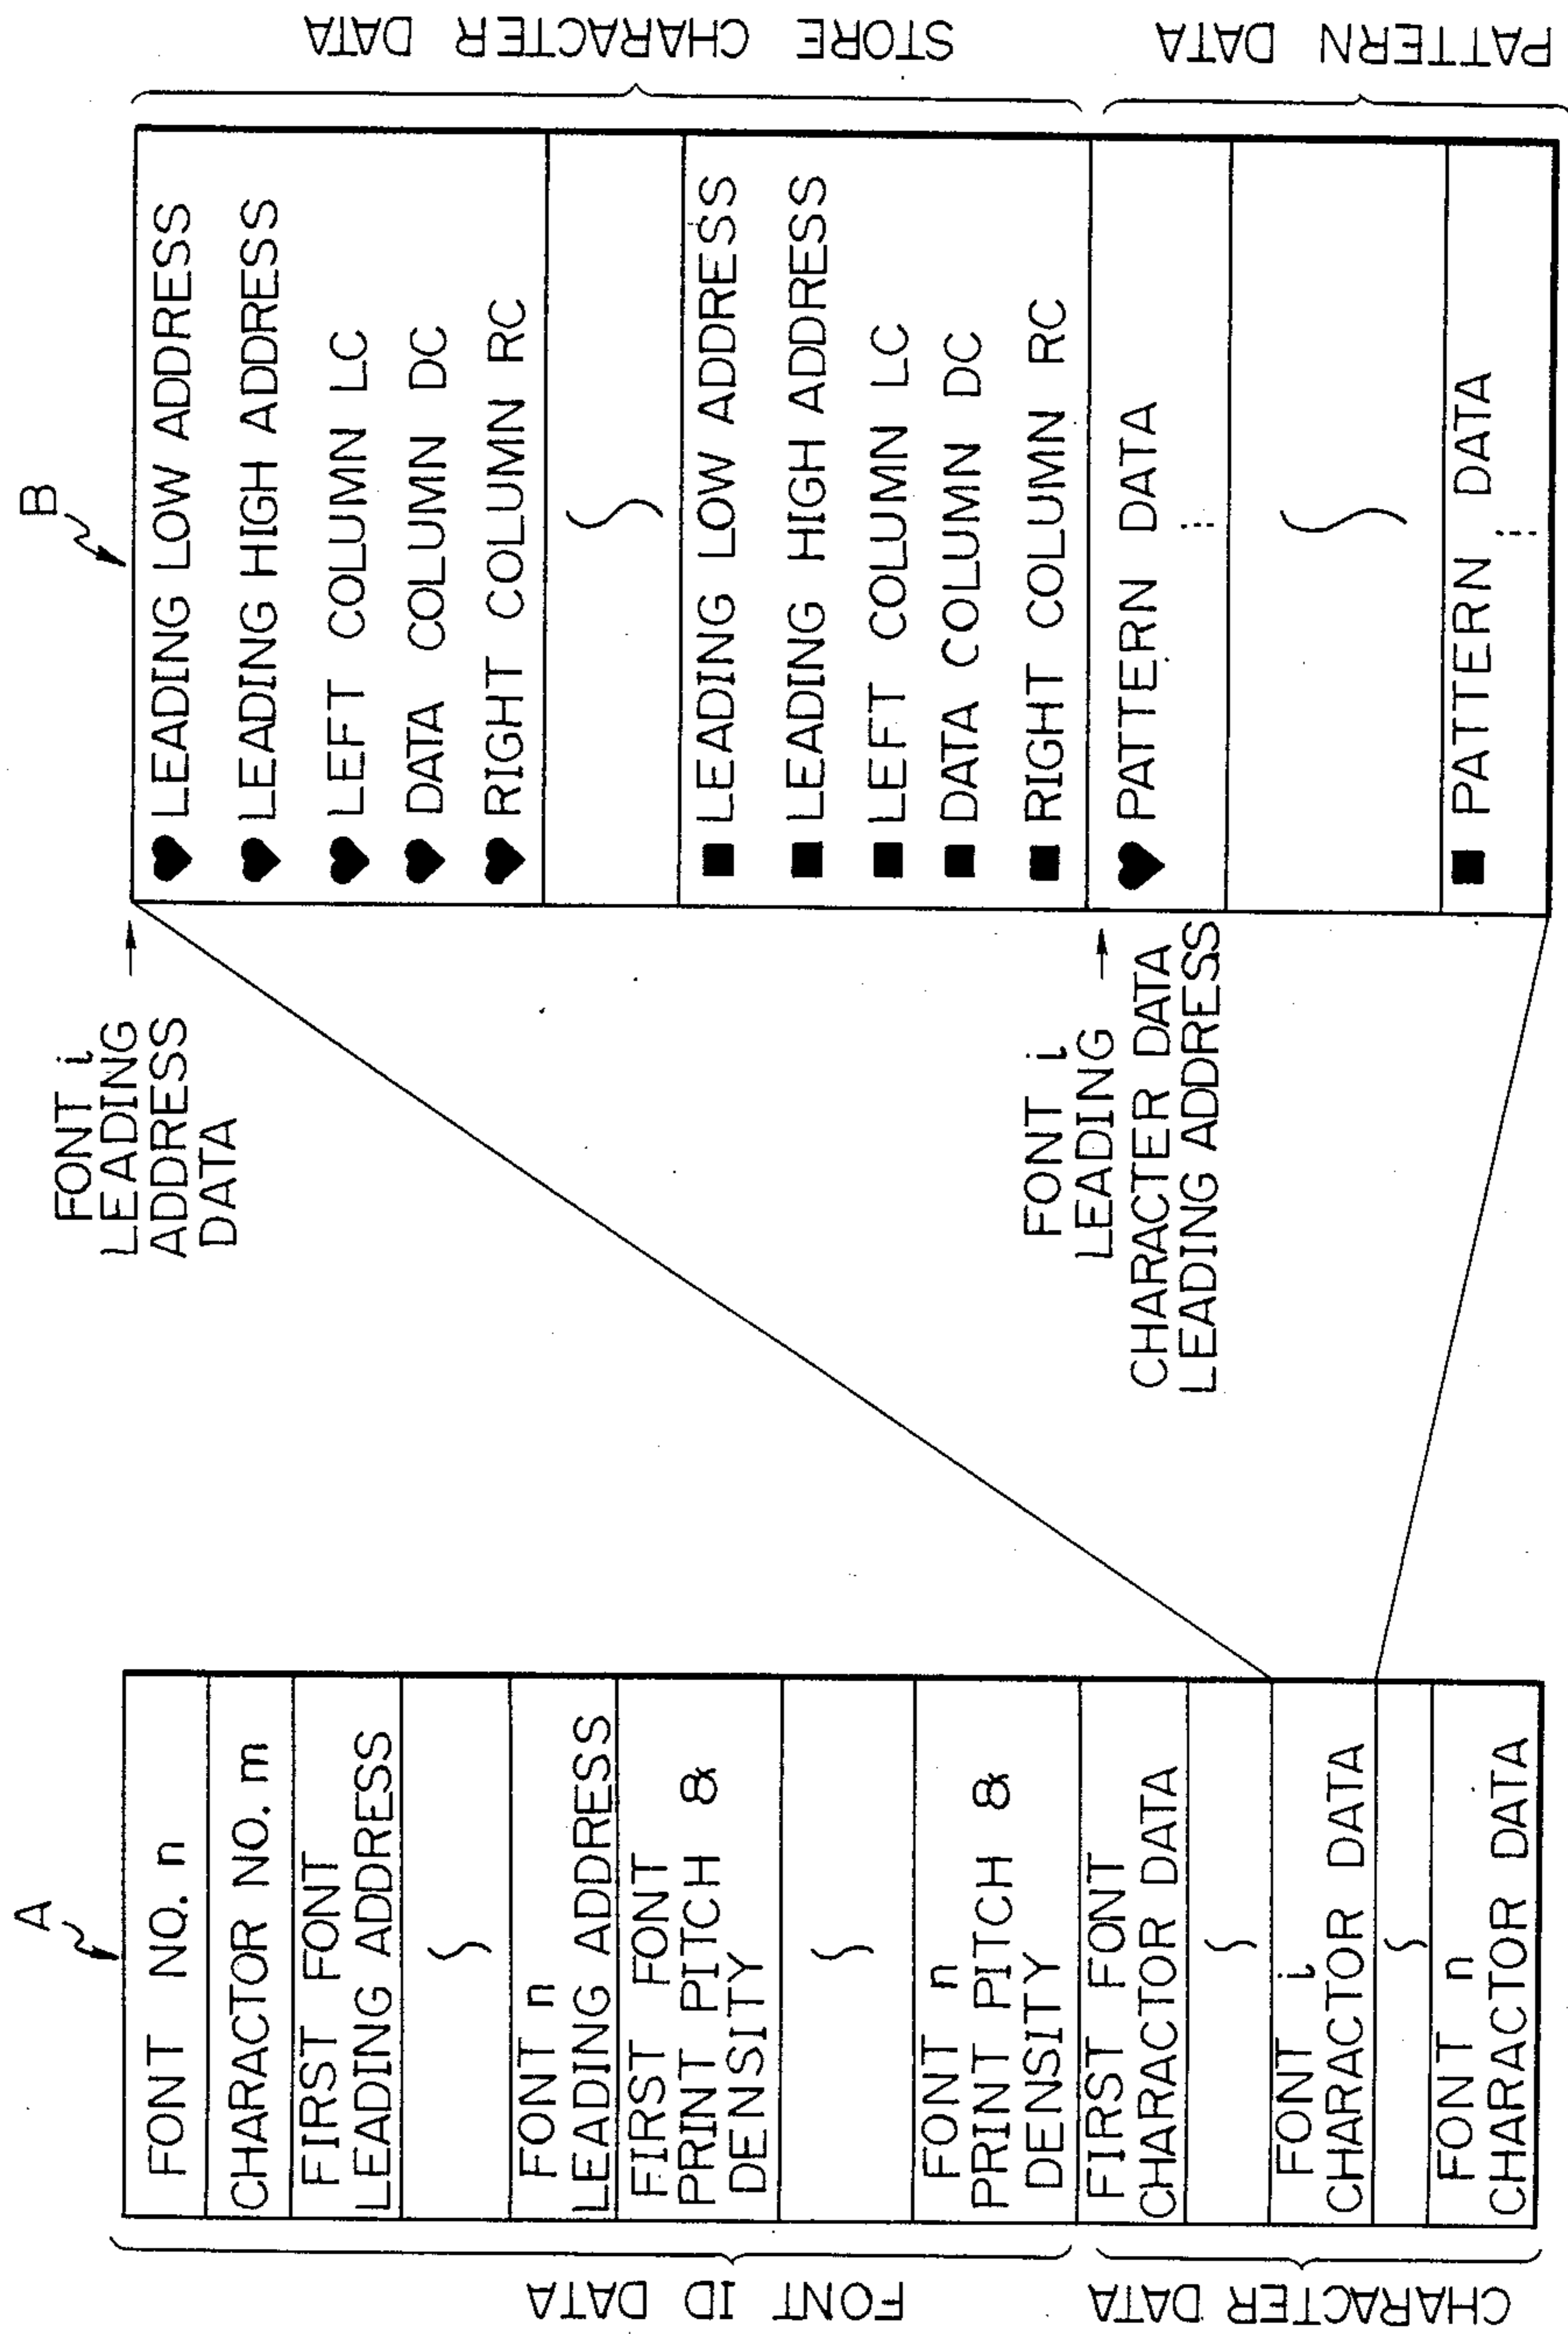 A
FONT NO. n
CHARACTOR NO. m
FIRST FONT
LEADING ADDRESS
FONT n
LEADING ADDRESS
FIRST FONT
PRINT PITCH &
DENSITY
FONT n
PRINT PITCH &
DENSITY
FIRST FONT
CHARACTOR DATA
FONT i
CHARACTOR DATA
FONT n
CHARACTOR DATA
FONT ID DATA
CHARACTER DATA
B
FONT i
LEADING
ADDRESS
DATA
FONT i
LEADING
CHARACTER DATA
LEADING ADDRESS
♥ LEADING LOW ADDRESS
♥ LEADING HIGH ADDRESS
♥ LEFT COLUMN LC
♥ DATA COLUMN DC
♥ RIGHT COLUMN RC
■ LEADING LOW ADDRESS
■ LEADING HIGH ADDRESS
■ LEFT COLUMN LC
■ DATA COLUMN DC
■ RIGHT COLUMN RC
♥ PATTERN DATA
■ PATTERN DATA
STORE CHARACTER DATA
PATTERN DATA